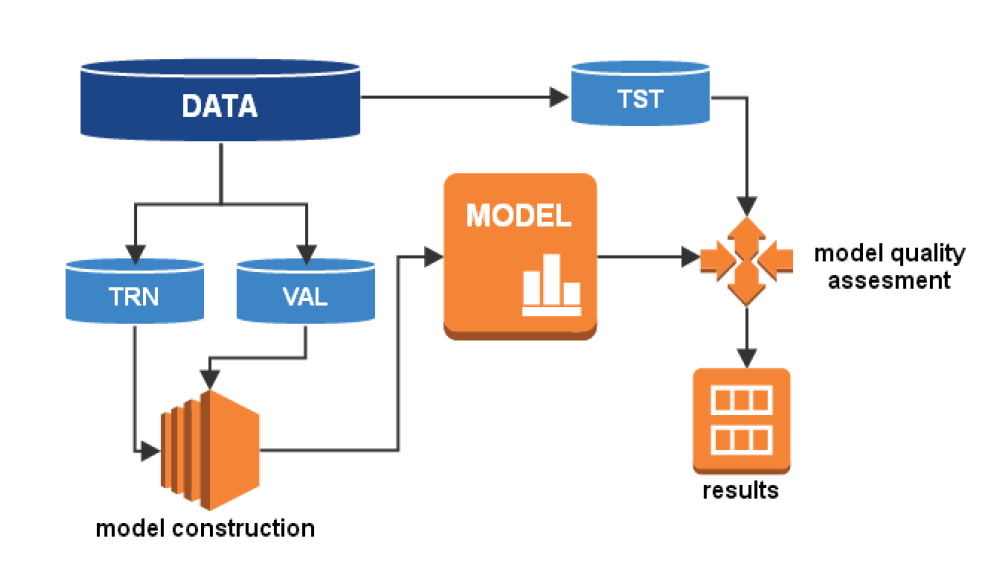 DATA
TST
MODEL
model quality
assesment
TRN
VAL
results
model construction